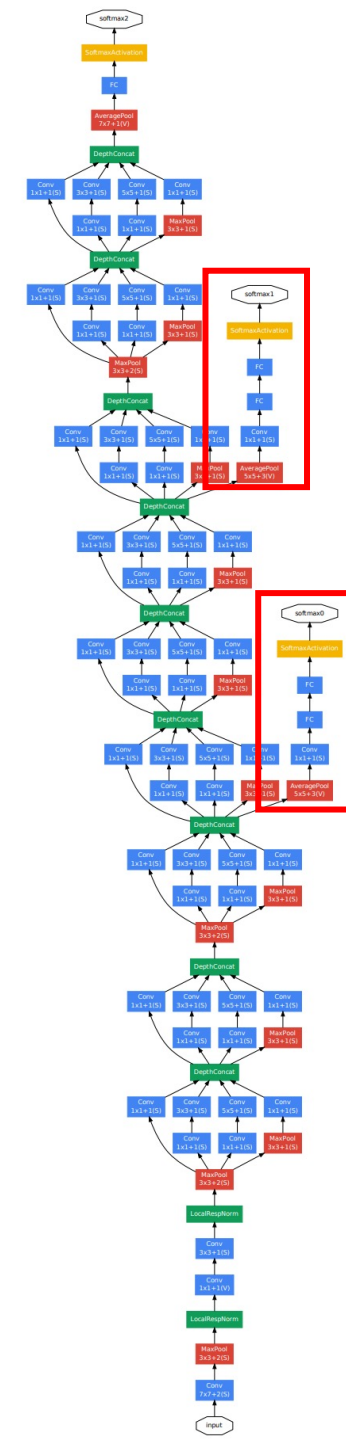 softmax2
SoftmaxActivation
FC
AveragePool
7x7+1(V)
DepthConcat
Conv
1x1+1(S)
Conv
3x3+1(S)
Conv
5x5+1(S)
Conv
1x1+1(S)
Conv
1x1+1(S)
Conv
1x1+1(S)
MaxPool
3x3+1(S)
DepthConcat
Conv
1x1+1(S)
Conv
3x3+1(S)
Conv
5x5+1(S)
Conv
1x1+1(S)
Conv
1x1+1(S)
Conv
1x1+1(S)
MaxPool
3x3+1(S)
MaxPool
3x3+2(S)
softmax1
SoftmaxActivation
FC
FC
DepthConcat
Conv
1x1+1(S)
Conv
3x3+1(S)
Conv
5x5+1(S)
Conv
1x1+1(S)
Conv
1x1+1(S)
Conv
1x1+1(S)
Conv
1x1+1(S)
MaxPool
3x3+1(S)
AveragePool
5x5+3(V)
DepthConcat
Conv
1x1+1(S)
Conv
3x3+1(S)
Conv
5x5+1(S)
Conv
1x1+1(S)
Conv
1x1+1(S)
Conv
1x1+1(S)
MaxPool
3x3+1(S)
DepthConcat
Conv
1x1+1(S)
Conv
3x3+1(S)
Conv
5x5+1(S)
Conv
1x1+1(S)
Conv
1x1+1(S)
Conv
1x1+1(S)
MaxPool
3x3+1(S)
DepthConcat
softmax0
SoftmaxActivation
FC
FC
Conv
1x1+1(S)
Conv
3x3+1(S)
Conv
5x5+1(S)
Conv
1x1+1(S)
Conv
1x1+1(S)
Conv
1x1+1(S)
Conv
1x1+1(S)
MaxPool
3x3+1(S)
AveragePool
5x5+3(V)
DepthConcat
Conv
1x1+1(S)
Conv
3x3+1(S)
Conv
5x5+1(S)
Conv
1x1+1(S)
Conv
1x1+1(S)
Conv
1x1+1(S)
MaxPool
3x3+1(S)
MaxPool
3x3+2(S)
DepthConcat
Conv
1x1+1(S)
Conv
3x3+1(S)
Conv
5x5+1(S)
Conv
1x1+1(S)
Conv
1x1+1(S)
Conv
1x1+1(S)
MaxPool
3x3+1(S)
DepthConcat
Conv
1x1+1(S)
Conv
3x3+1(S)
Conv
5x5+1(S)
Conv
1x1+1(S)
Conv
1x1+1(S)
Conv
1x1+1(S)
MaxPool
3x3+1(S)
MaxPool
3x3+2(S)
LocalRespNorm
Conv
3x3+1(S)
Conv
1x1+1(V)
LocalRespNorm
MaxPool
3x3+2(S)
Conv
7x7+2(S)
input